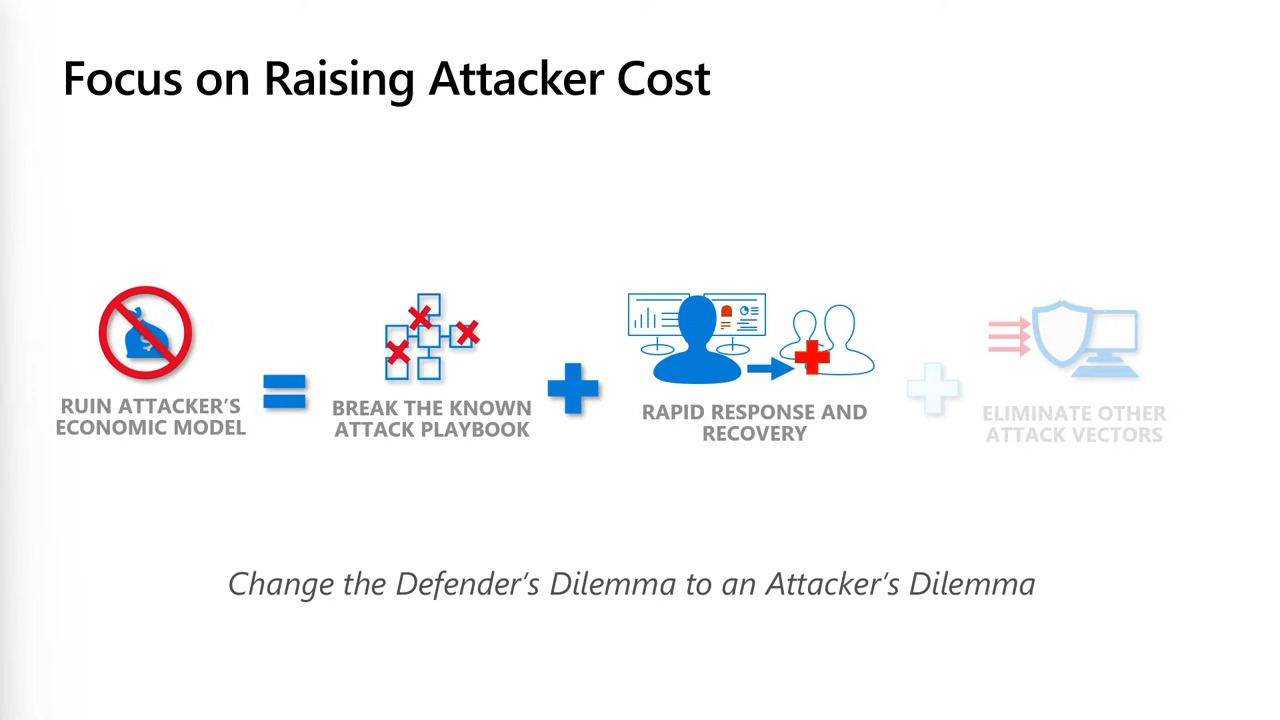 Focus on Raising Attacker Cost
RUIN ATTACKER'S
ECONOMIC MODEL
BREAK THE KNOWN
ATTACK PLAYBOOK
RAPID RESPONSE AND
RECOVERY
ELIMINATE OTHER
ATTACK VECTORS
Change the Defender's Dilemma to an Attacker's Dilemma